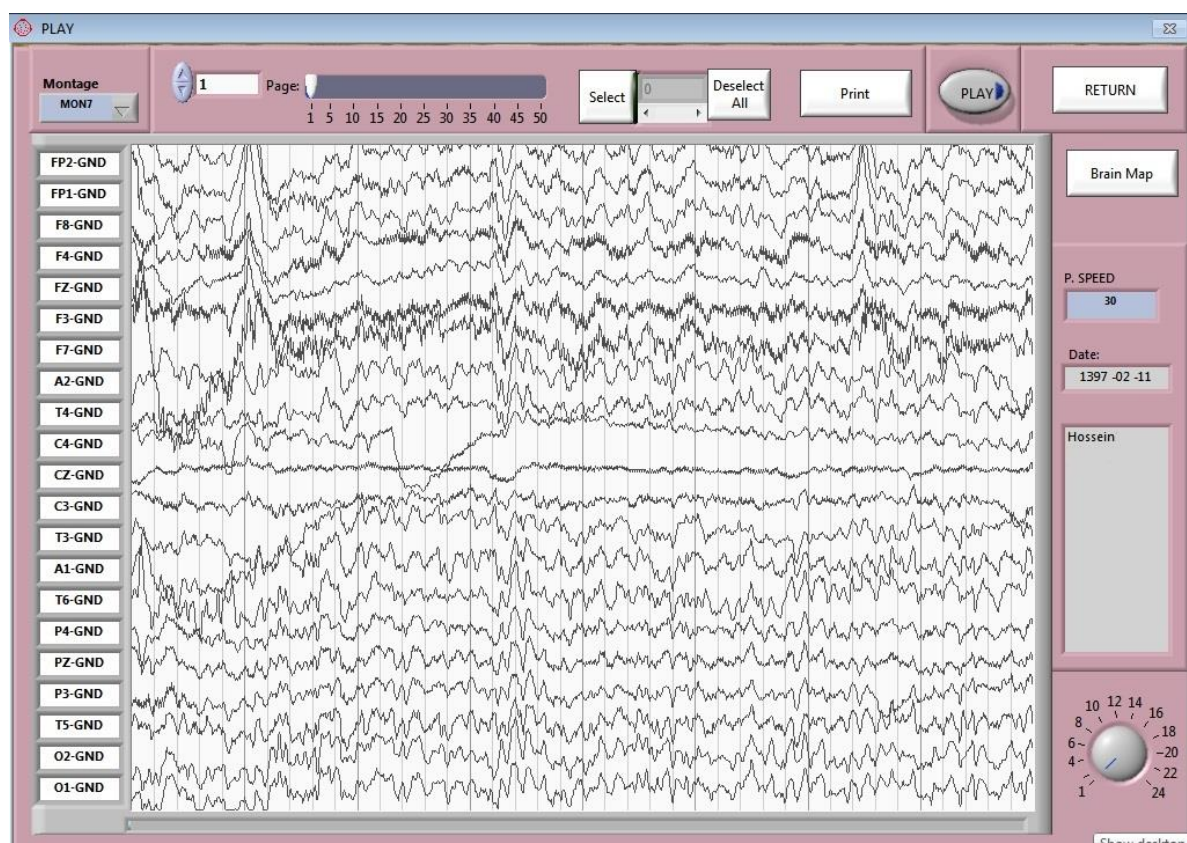 PLAY
Montage
MON7
1
Page:
1 5 10 15 20 25 30 35 40 45 50
Select
0
Deselect
All
Print
PLAY
RETURN
FP2-GND
FP1-GND
F8-GND
F4-GND
FZ-GND
F3-GND
F7-GND
A2-GND
T4-GND
C4-GND
CZ-GND
C3-GND
T3-GND
A1-GND
T6-GND
P4-GND
PZ-GND
P3-GND
T5-GND
O2-GND
O1-GND
Brain Map
P. SPEED
30
Date:
1397 -02 -11
Hossein
1 4 6 8 10 12 14 16 18 20 22 24
Show desktop